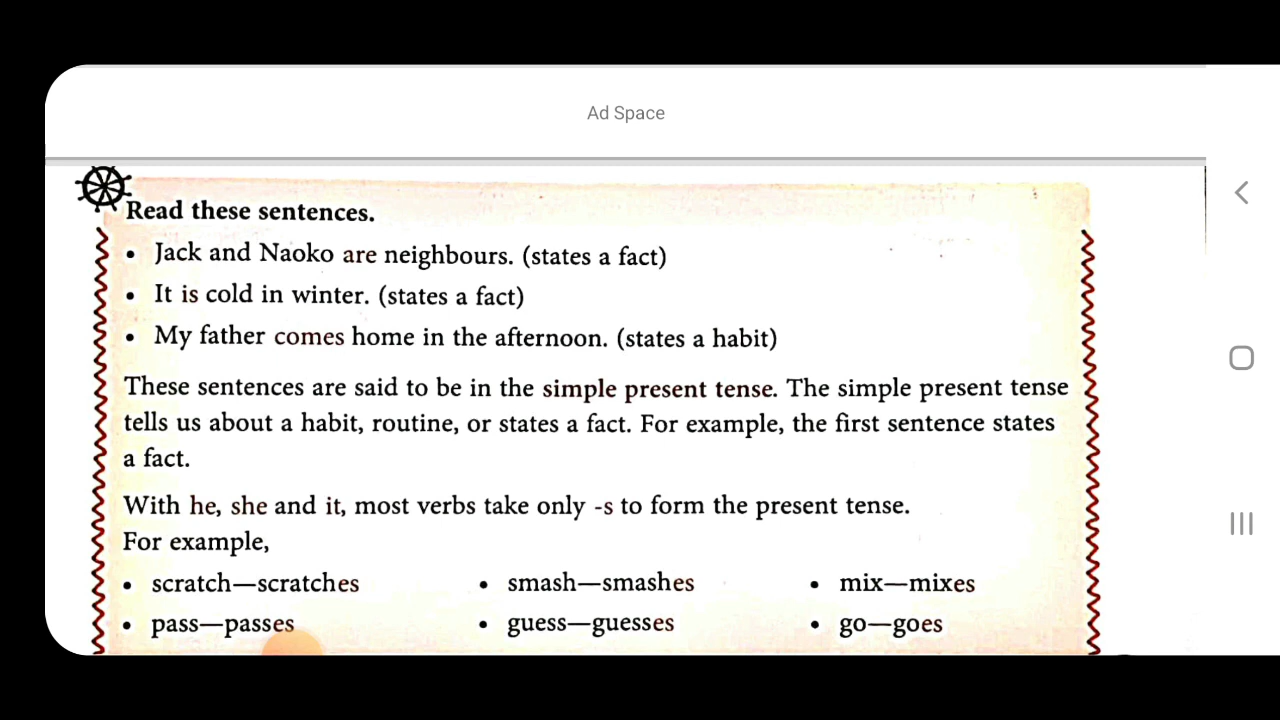 Ad Space
Read these sentences.
• Jack and Naoko are neighbours. (states a fact)
• It is cold in winter. (states a fact)
• My father comes home in the afternoon. (states a habit)
These sentences are said to be in the simple present tense. The simple present tense
tells us about a habit, routine, or states a fact. For example, the first sentence states
a fact.
With he, she and it, most verbs take only -s to form the present tense.
For example,
• scratch—scratches • smash—smashes • mix—mixes
• pass—passes • guess—guesses • go—goes